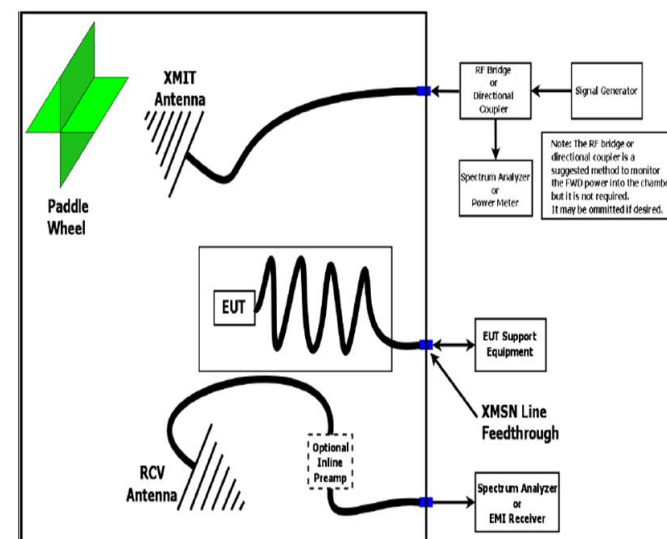 XMIT
Antenna
Paddle
Wheel
RF Bridge
or
Directional
Coupler
Signal Generator
Spectrum Analyzer
or
Power Meter
Note: The RF bridge or
directional coupler is a
suggested method to monitor
the FWD power into the chamber
but it is not required.
It may be ommitted if desired.
EUT
EUT Support
Equipment
XMSN Line
Feedthrough
Optional
Inline
Preamp
RCV
Antenna
Spectrum Analyzer
or
EMI Receiver